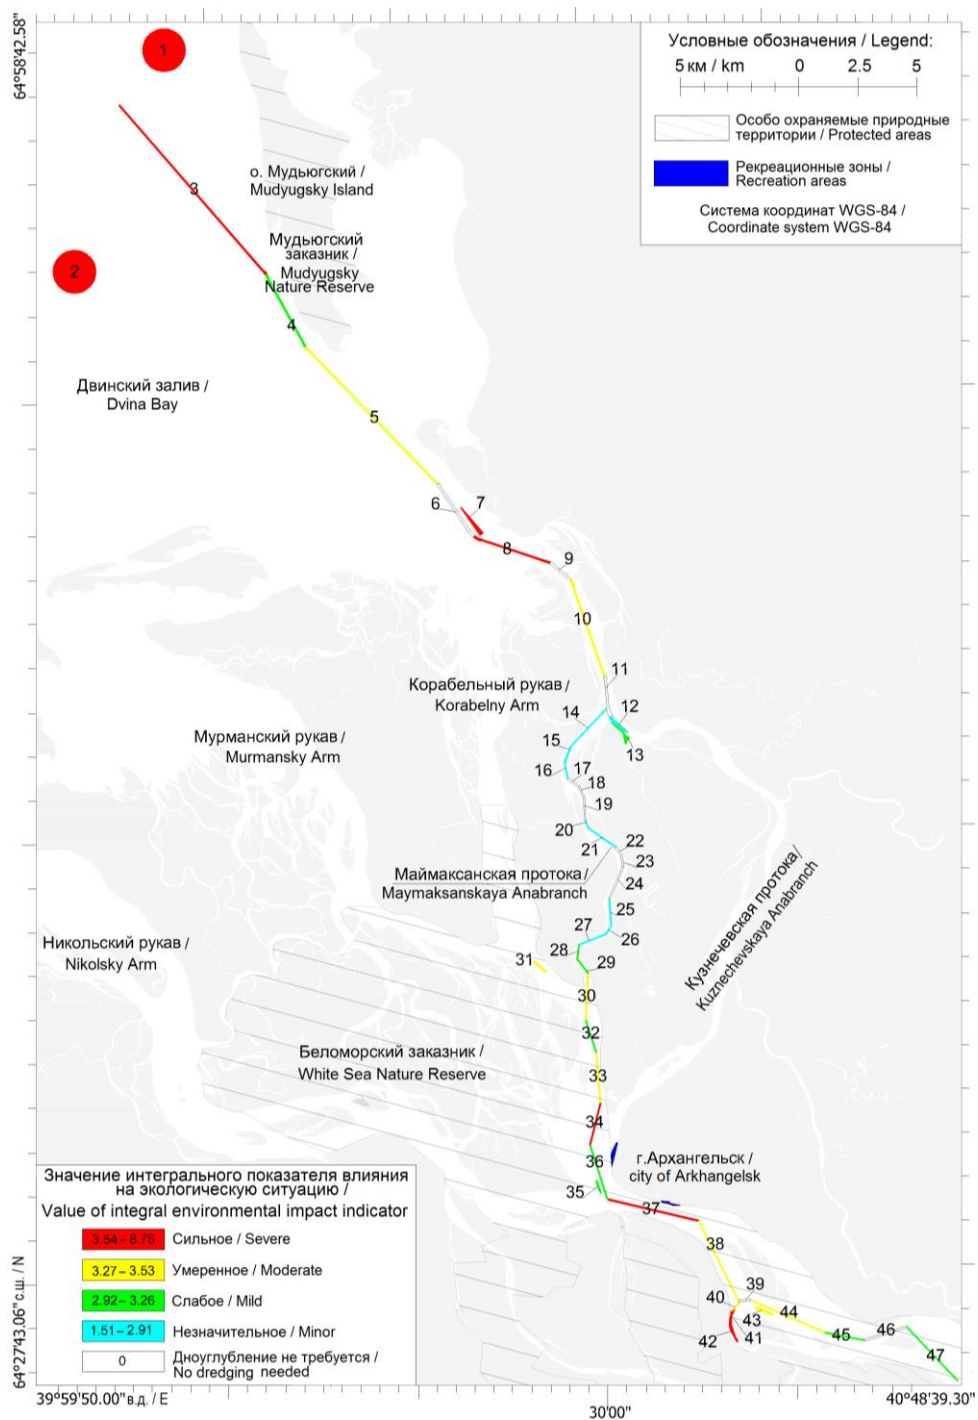 64°58'42.58"
1
Условные обозначения / Legend:
5 км / km 0 2.5 5
Особо охраняемые природные
территории / Protected areas
Рекреационные зоны /
Recreation areas
Система координат WGS-84 /
Coordinate system WGS-84
3
о. Мудьюгский /
Mudyugsky Island
2
Мудьюгский
заказник /
Mudyugsky
Nature Reserve
4
Двинский залив /
Dvina Bay
5
6
7
8
9
10
11
Корабельный рукав /
Korabelny Arm
14
12
13
Мурманский рукав /
Murmansky Arm
15
16
17
18
19
20
21
22
23
24
Маймаксанская протока /
Maymaksanskaya Anabranch
Кузнечевская протока/
Kuznechevskaya Anabranch
25
26
27
28
29
Никольский рукав /
Nikolsky Arm
31
30
32
Беломорский заказник /
White Sea Nature Reserve
33
34
36
35
г.Архангельск /
city of Arkhangelsk
37
38
39
40
43
44
42
41
45
46
47
Значение интегрального показателя влияния
на экологическую ситуацию /
Value of integral environmental impact indicator
3.54 – 8.75 Сильное / Severe
3.27 – 3.53 Умеренное / Moderate
2.92 – 3.26 Слабое / Mild
1.51 – 2.91 Незначительное / Minor
0 Дноуглубление не требуется /
No dredging needed
64°27'43.06" с.ш. / N
39°59'50.00" в.д. / E
30'00"
40°48'39.30"